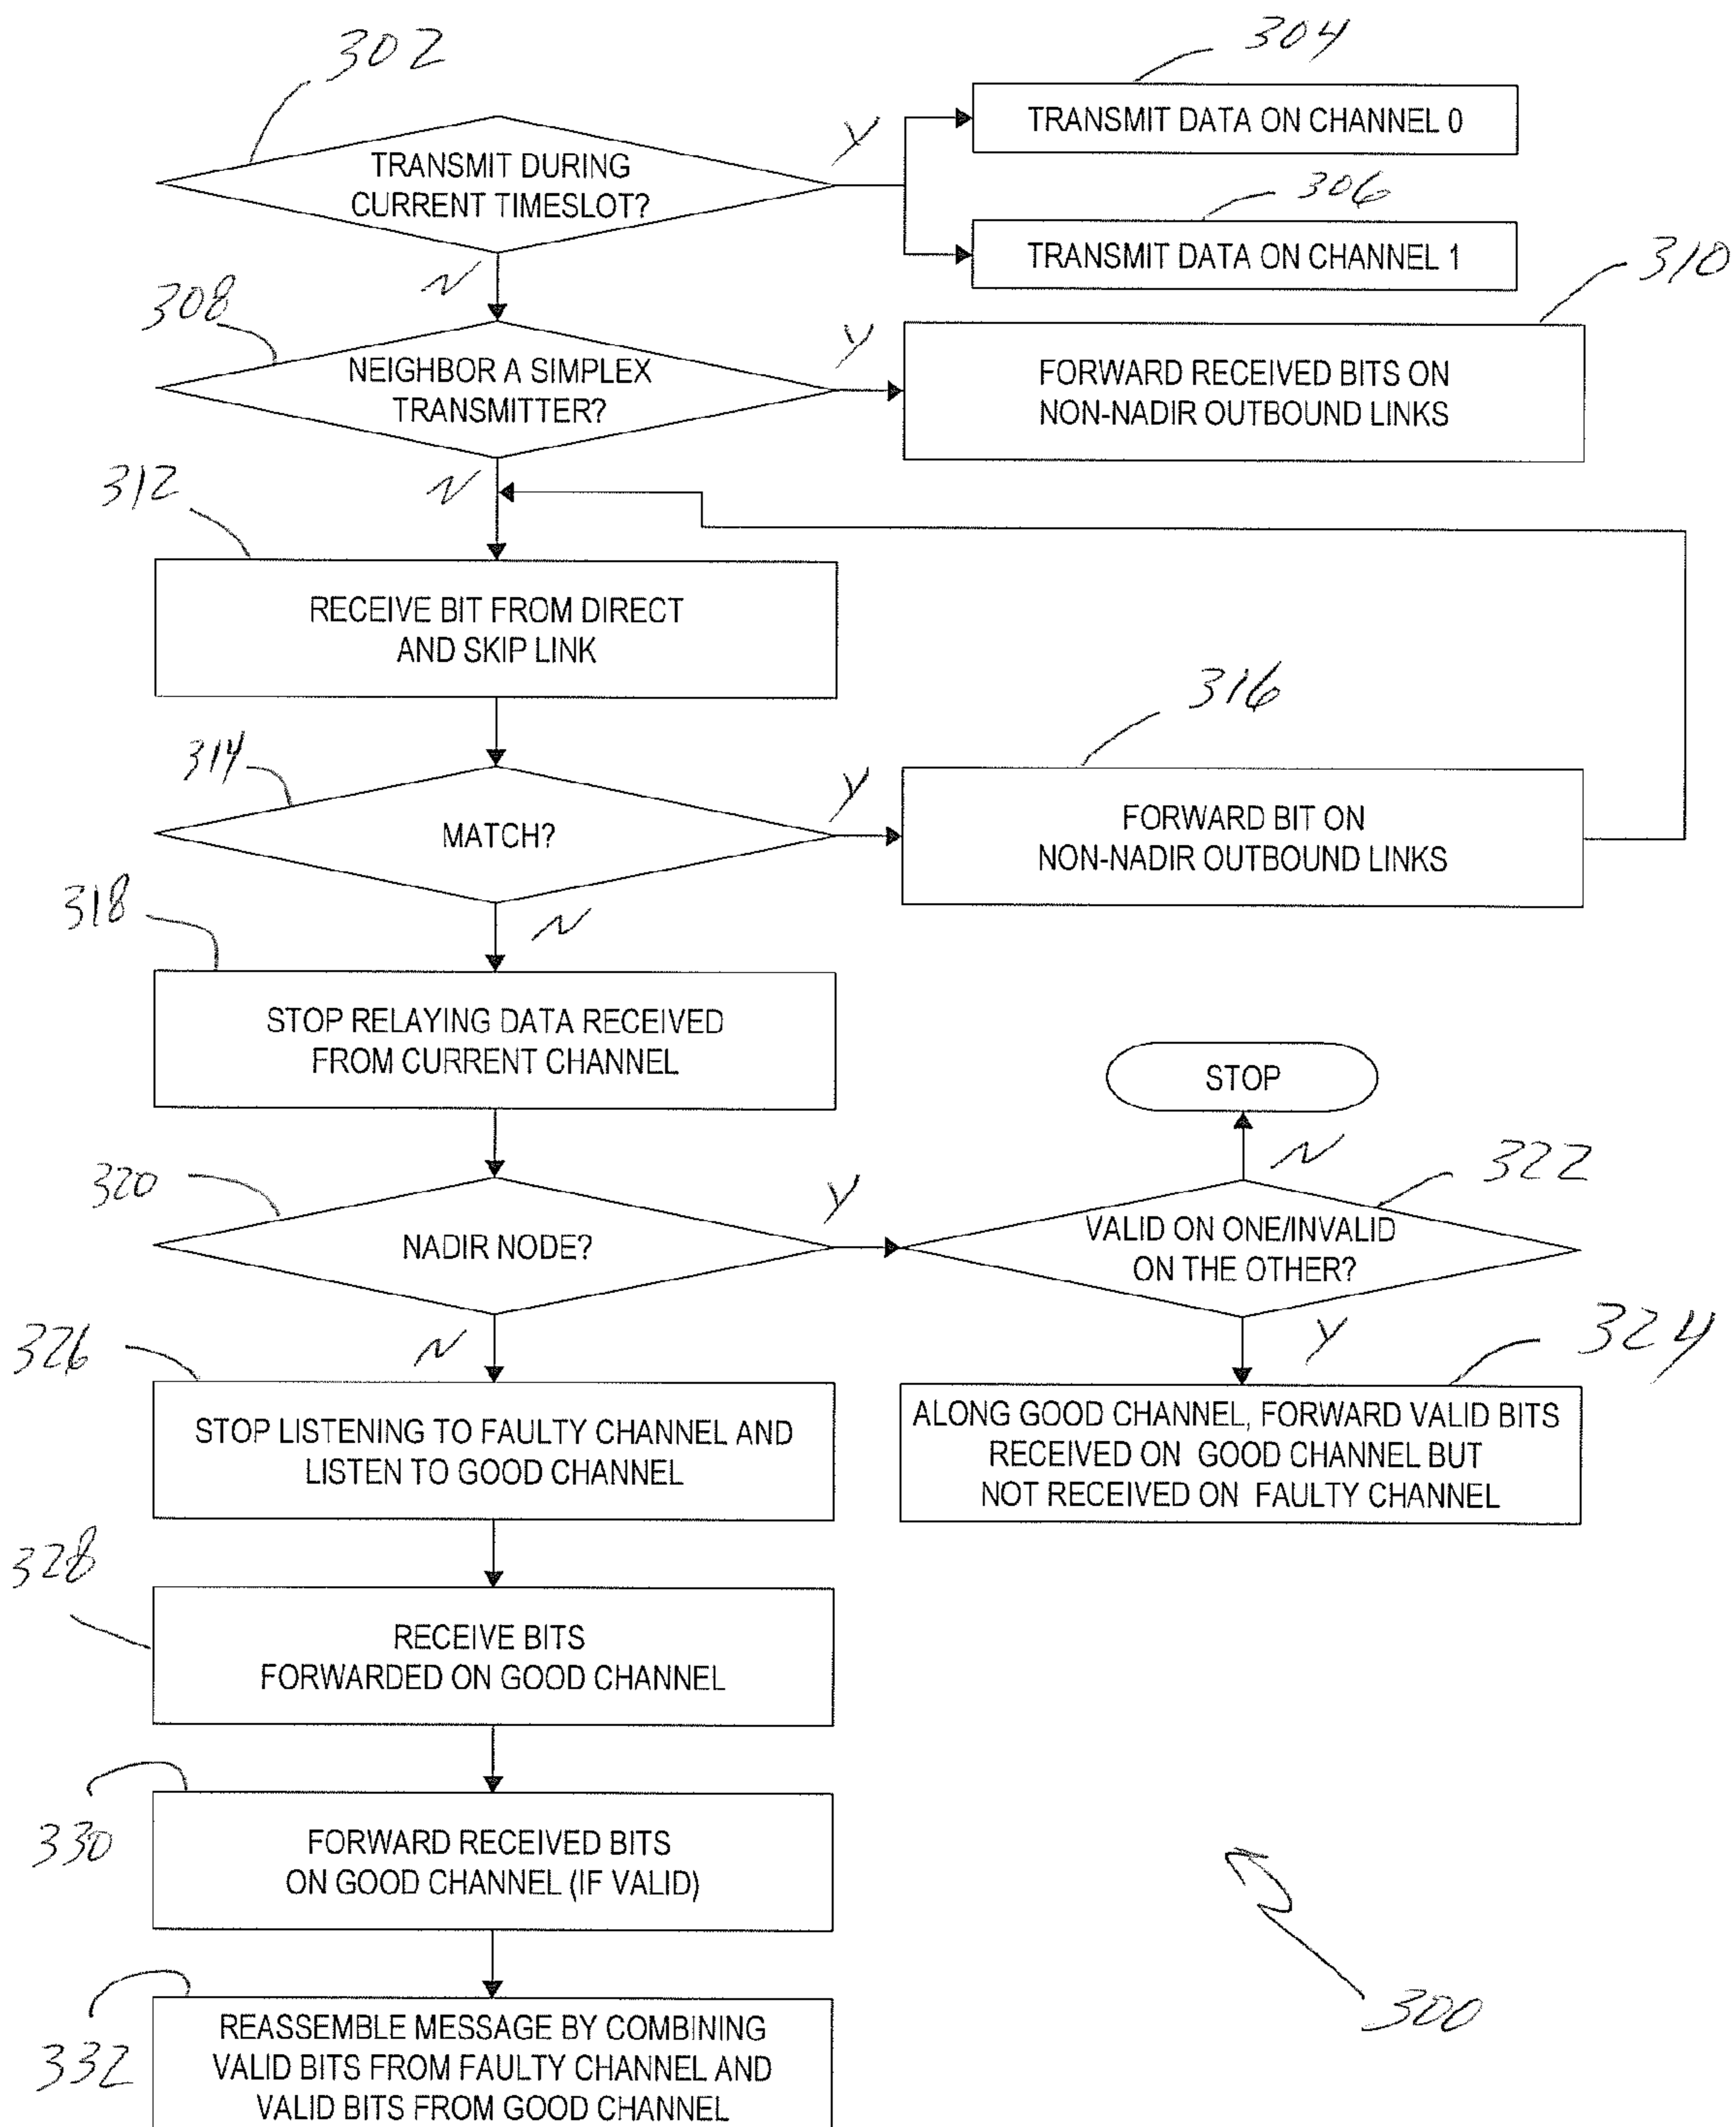 302
304
TRANSMIT DURING
CURRENT TIMESLOT?
Y
TRANSMIT DATA ON CHANNEL 0
306
TRANSMIT DATA ON CHANNEL 1
N
308
NEIGHBOR A SIMPLEX
TRANSMITTER?
Y
310
FORWARD RECEIVED BITS ON
NON-NADIR OUTBOUND LINKS
N
312
RECEIVE BIT FROM DIRECT
AND SKIP LINK
314
MATCH?
Y
316
FORWARD BIT ON
NON-NADIR OUTBOUND LINKS
N
318
STOP RELAYING DATA RECEIVED
FROM CURRENT CHANNEL
STOP
320
NADIR NODE?
Y
N
322
VALID ON ONE/INVALID
ON THE OTHER?
Y
324
ALONG GOOD CHANNEL, FORWARD VALID BITS
RECEIVED ON GOOD CHANNEL BUT
NOT RECEIVED ON FAULTY CHANNEL
N
326
STOP LISTENING TO FAULTY CHANNEL AND
LISTEN TO GOOD CHANNEL
328
RECEIVE BITS
FORWARDED ON GOOD CHANNEL
330
FORWARD RECEIVED BITS
ON GOOD CHANNEL (IF VALID)
332
REASSEMBLE MESSAGE BY COMBINING
VALID BITS FROM FAULTY CHANNEL AND
VALID BITS FROM GOOD CHANNEL
300